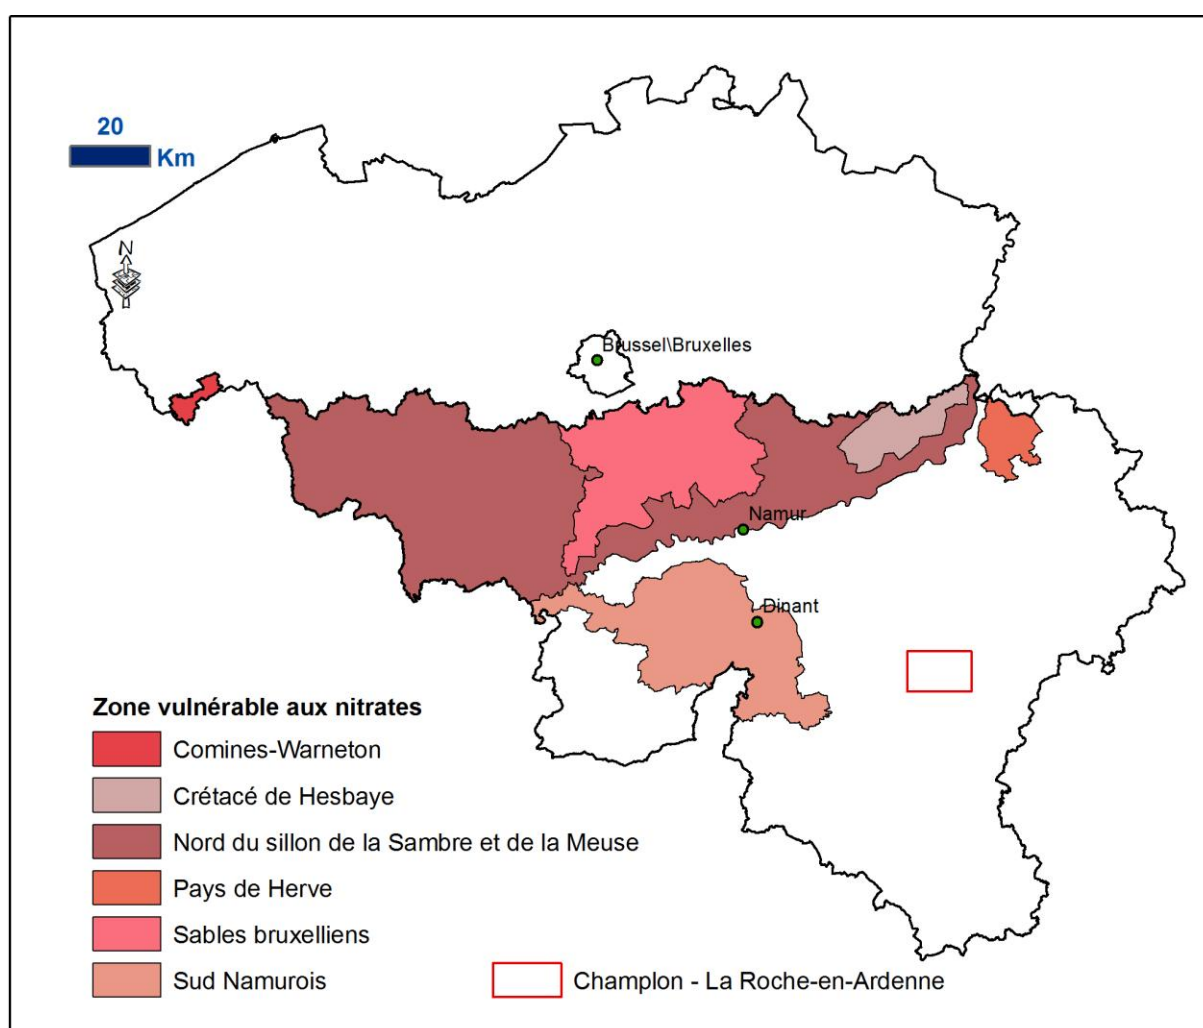 20
Km
N
Brussel\Bruxelles
Namur
Dinant
Zone vulnérable aux nitrates
Comines-Warneton
Crétacé de Hesbaye
Nord du sillon de la Sambre et de la Meuse
Pays de Herve
Sables bruxelliens
Sud Namurois
Champlon - La Roche-en-Ardenne